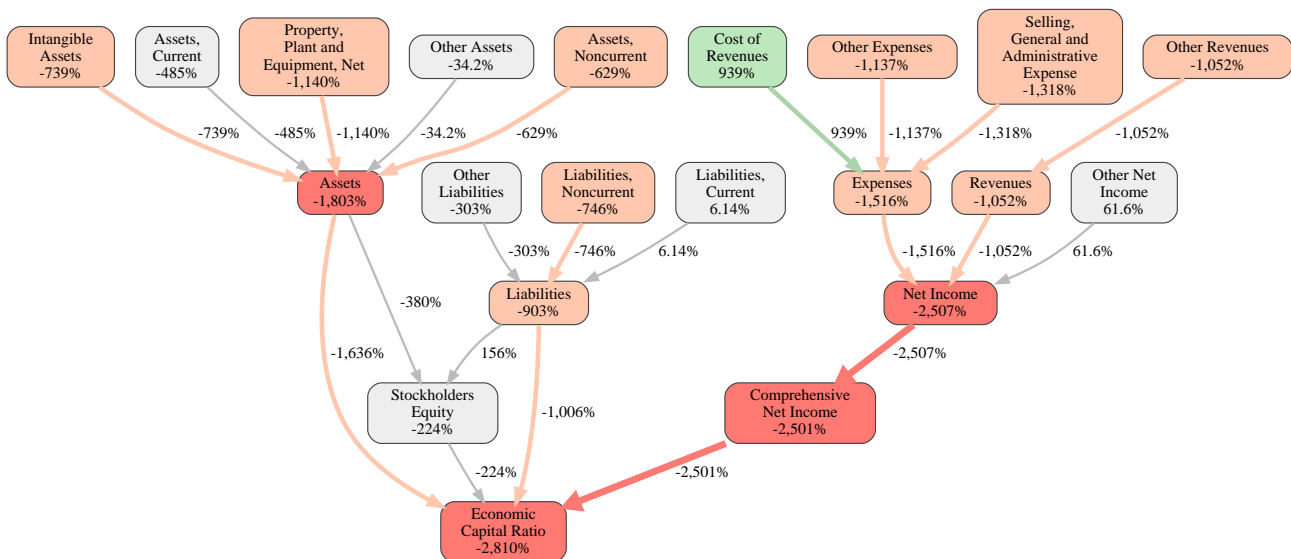 Intangible
Assets
-739%
Assets,
Current
-485%
Property,
Plant and
Equipment, Net
-1,140%
Other Assets
-34.2%
Assets,
Noncurrent
-629%
Cost of
Revenues
939%
Other Expenses
-1,137%
Selling,
General and
Administrative
Expense
-1,318%
Other Revenues
-1,052%
-739%
-485%
-1,140%
-34.2%
-629%
939%
-1,137%
-1,318%
-1,052%
Assets
-1,803%
Other
Liabilities
-303%
Liabilities,
Noncurrent
-746%
Liabilities,
Current
6.14%
Expenses
-1,516%
Revenues
-1,052%
Other Net
Income
61.6%
-303%
-746%
6.14%
-1,516%
-1,052%
61.6%
-380%
Liabilities
-903%
Net Income
-2,507%
-1,636%
156%
-2,507%
Stockholders
Equity
-224%
-1,006%
Comprehensive
Net Income
-2,501%
-224%
-2,501%
Economic
Capital Ratio
-2,810%